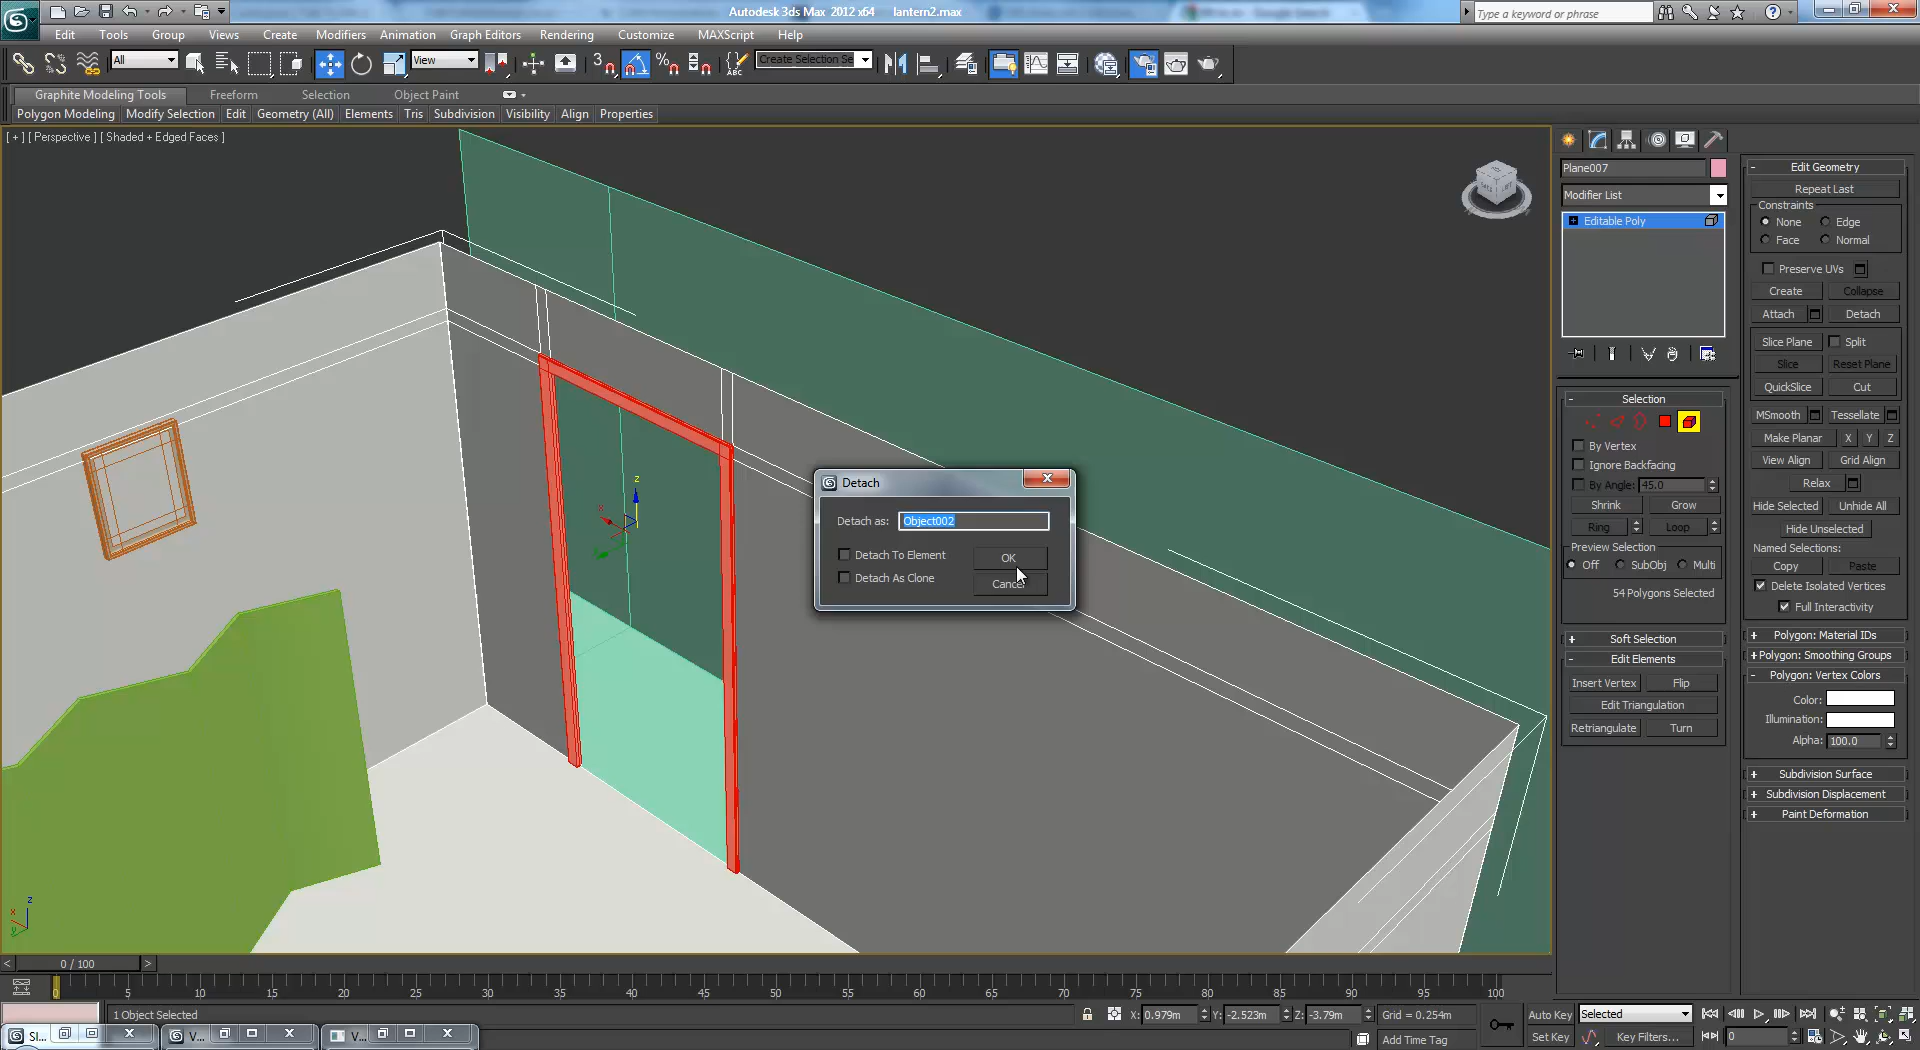 Autodesk 3ds Max 2012 x64 lantern2.max
Type a keyword or phrase
Edit Tools Group Views Create Modifiers Animation Graph Editors Rendering Customize MAXScript Help
All View Create Selection Se
Graphite Modeling Tools Freeform Selection Object Paint
Polygon Modeling Modify Selection Edit Geometry (All) Elements Tris Subdivision Visibility Align Properties
[ + ] [ Perspective ] [ Shaded + Edged Faces ]
Plane007
Modifier List
Editable Poly
Selection
By Vertex
Ignore Backfacing
By Angle: 45.0
Shrink Grow
Ring Loop
Preview Selection
Off SubObj Multi
54 Polygons Selected
Soft Selection
Edit Elements
Insert Vertex Flip
Edit Triangulation
Retriangulate Turn
Edit Geometry
Repeat Last
Constraints
None Edge
Face Normal
Preserve UVs
Create Collapse
Attach Detach
Slice Plane Split
Slice Reset Plane
QuickSlice Cut
MSmooth Tessellate
Make Planar X Y Z
View Align Grid Align
Relax
Hide Selected Unhide All
Hide Unselected
Named Selections:
Copy Paste
Delete Isolated Vertices
Full Interactivity
Polygon: Material IDs
Polygon: Smoothing Groups
Polygon: Vertex Colors
Color:
Illumination:
Alpha: 100.0
Subdivision Surface
Subdivision Displacement
Paint Deformation
Detach
Detach as: Object002
Detach To Element OK
Detach As Clone Cancel
z
x
z
x
y
0 / 100
0 5 10 15 20 25 30 35 40 45 50 55 60 65 70 75 80 85 90 95 100
1 Object Selected X: 0.979m Y: -2.523m Z: -3.79m Grid = 0.254m Auto Key Selected
Add Time Tag Set Key Key Filters... 0
V... V...